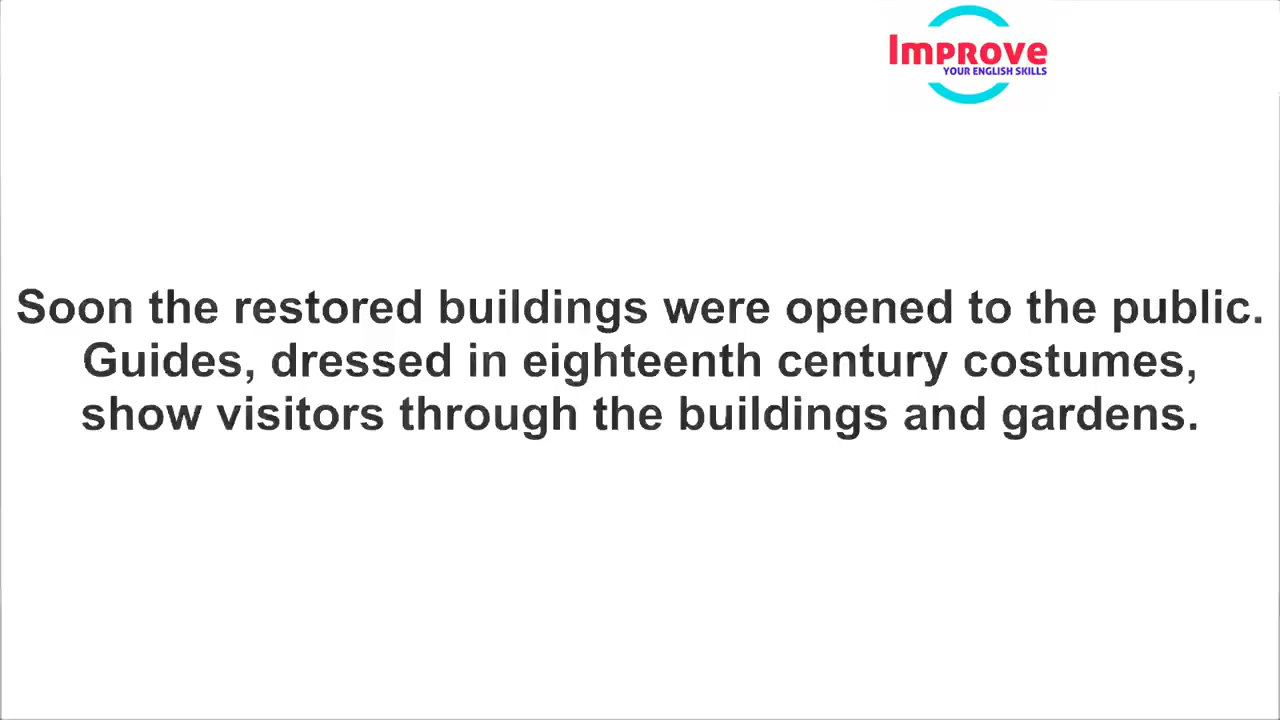 Improve
YOUR ENGLISH SKILLS
Soon the restored buildings were opened to the public.
Guides, dressed in eighteenth century costumes,
show visitors through the buildings and gardens.